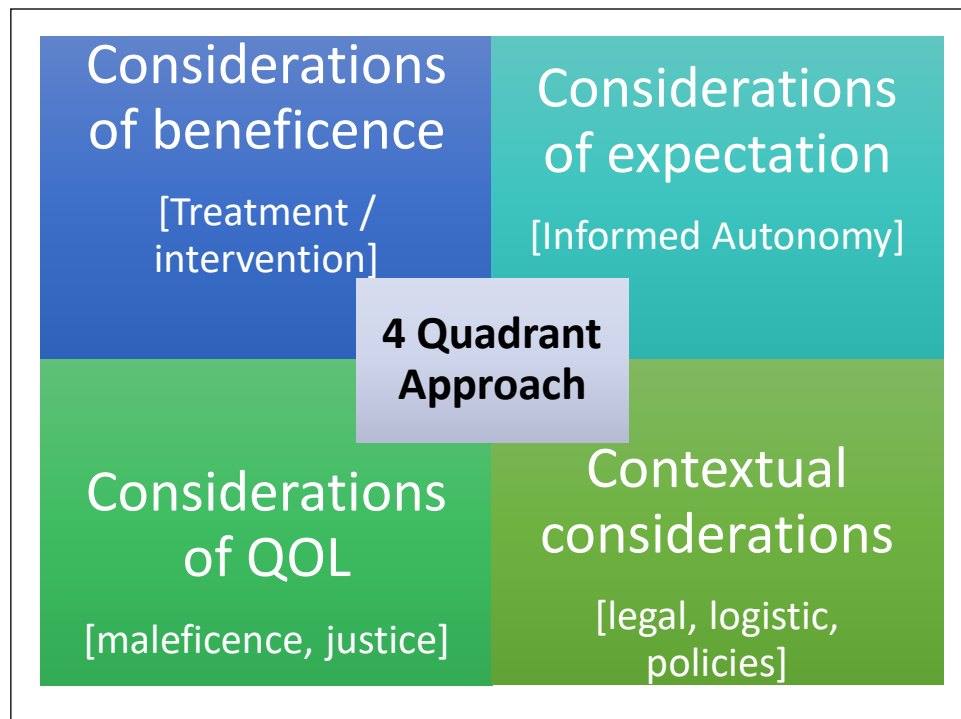 Considerations
of beneficence
[Treatment /
intervention]
Considerations
of expectation
[Informed Autonomy]
4 Quadrant
Approach
Considerations
of QOL
[maleficence, justice]
Contextual
considerations
[legal, logistic,
policies]